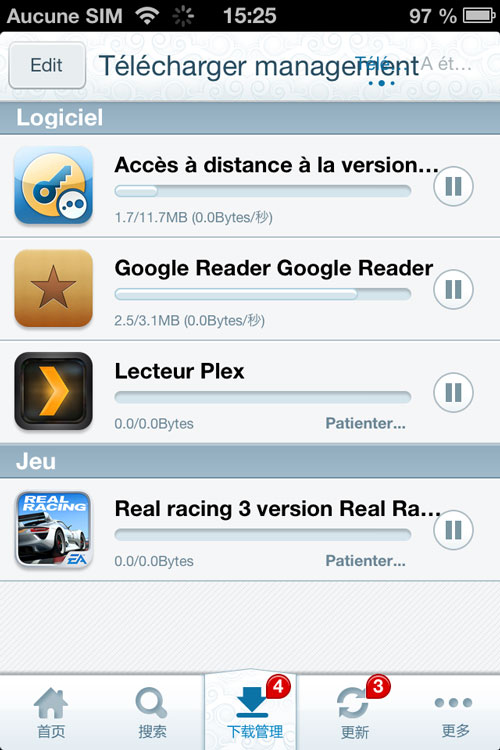 Aucune SIM 15:25 97 %
Edit Télécharger management Télé... A ét...
Logiciel
Accès à distance à la version...
1.7/11.7MB (0.0Bytes/秒)
Google Reader Google Reader
2.5/3.1MB (0.0Bytes/秒)
Lecteur Plex
0.0/0.0Bytes Patienter...
Jeu
REAL
RACING
EA
Real racing 3 version Real Ra...
0.0/0.0Bytes Patienter...
4 3
首页 搜索 下载管理 更新 更多